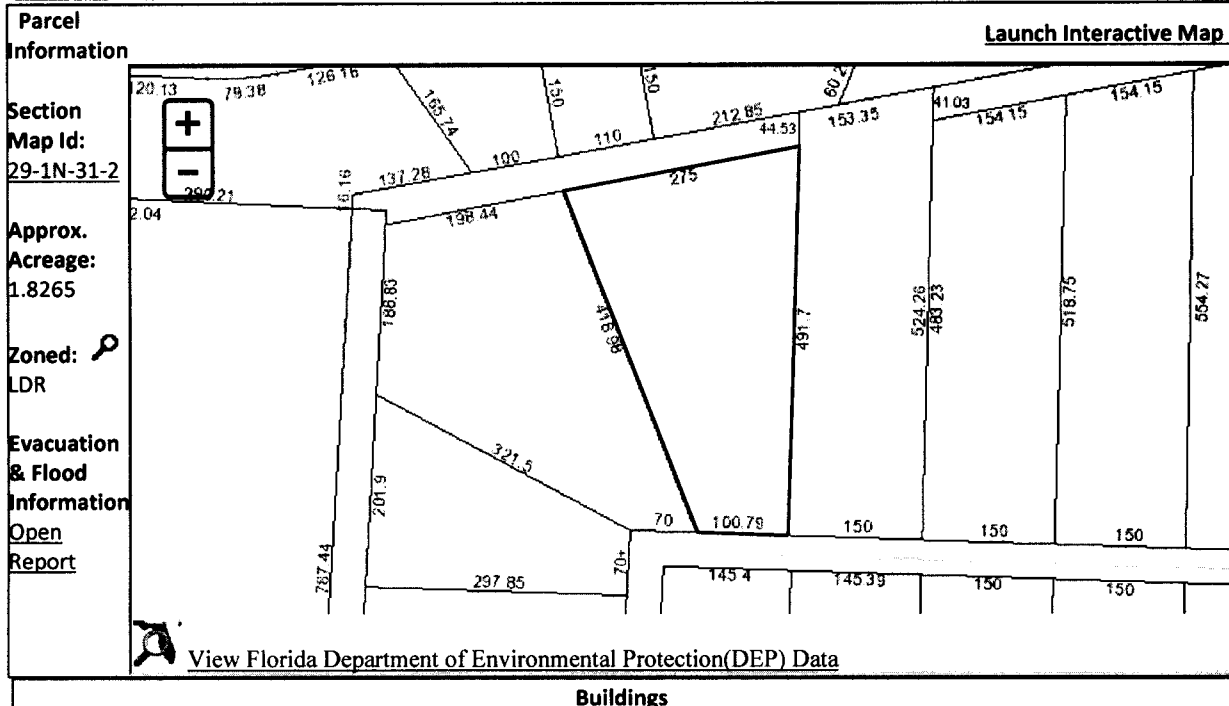 Parcel
Information
Launch Interactive Map
Section
Map Id:
29-1N-31-2
Approx.
Acreage:
1.8265
Zoned:
LDR
Evacuation
& Flood
Information
Open
Report
+
−
120.13
79.38
126.16
165.74
150
150
60.2
212.85
44.53
153.35
41.03
154.15
154.15
110
100
137.28
16.16
290.21
2.04
198.44
275
188.83
416.98
491.7
524.26
483.23
518.75
554.27
321.5
201.9
787.44
70
100.79
150
150
150
70+
297.85
145.4
145.39
150
150
View Florida Department of Environmental Protection(DEP) Data
Buildings